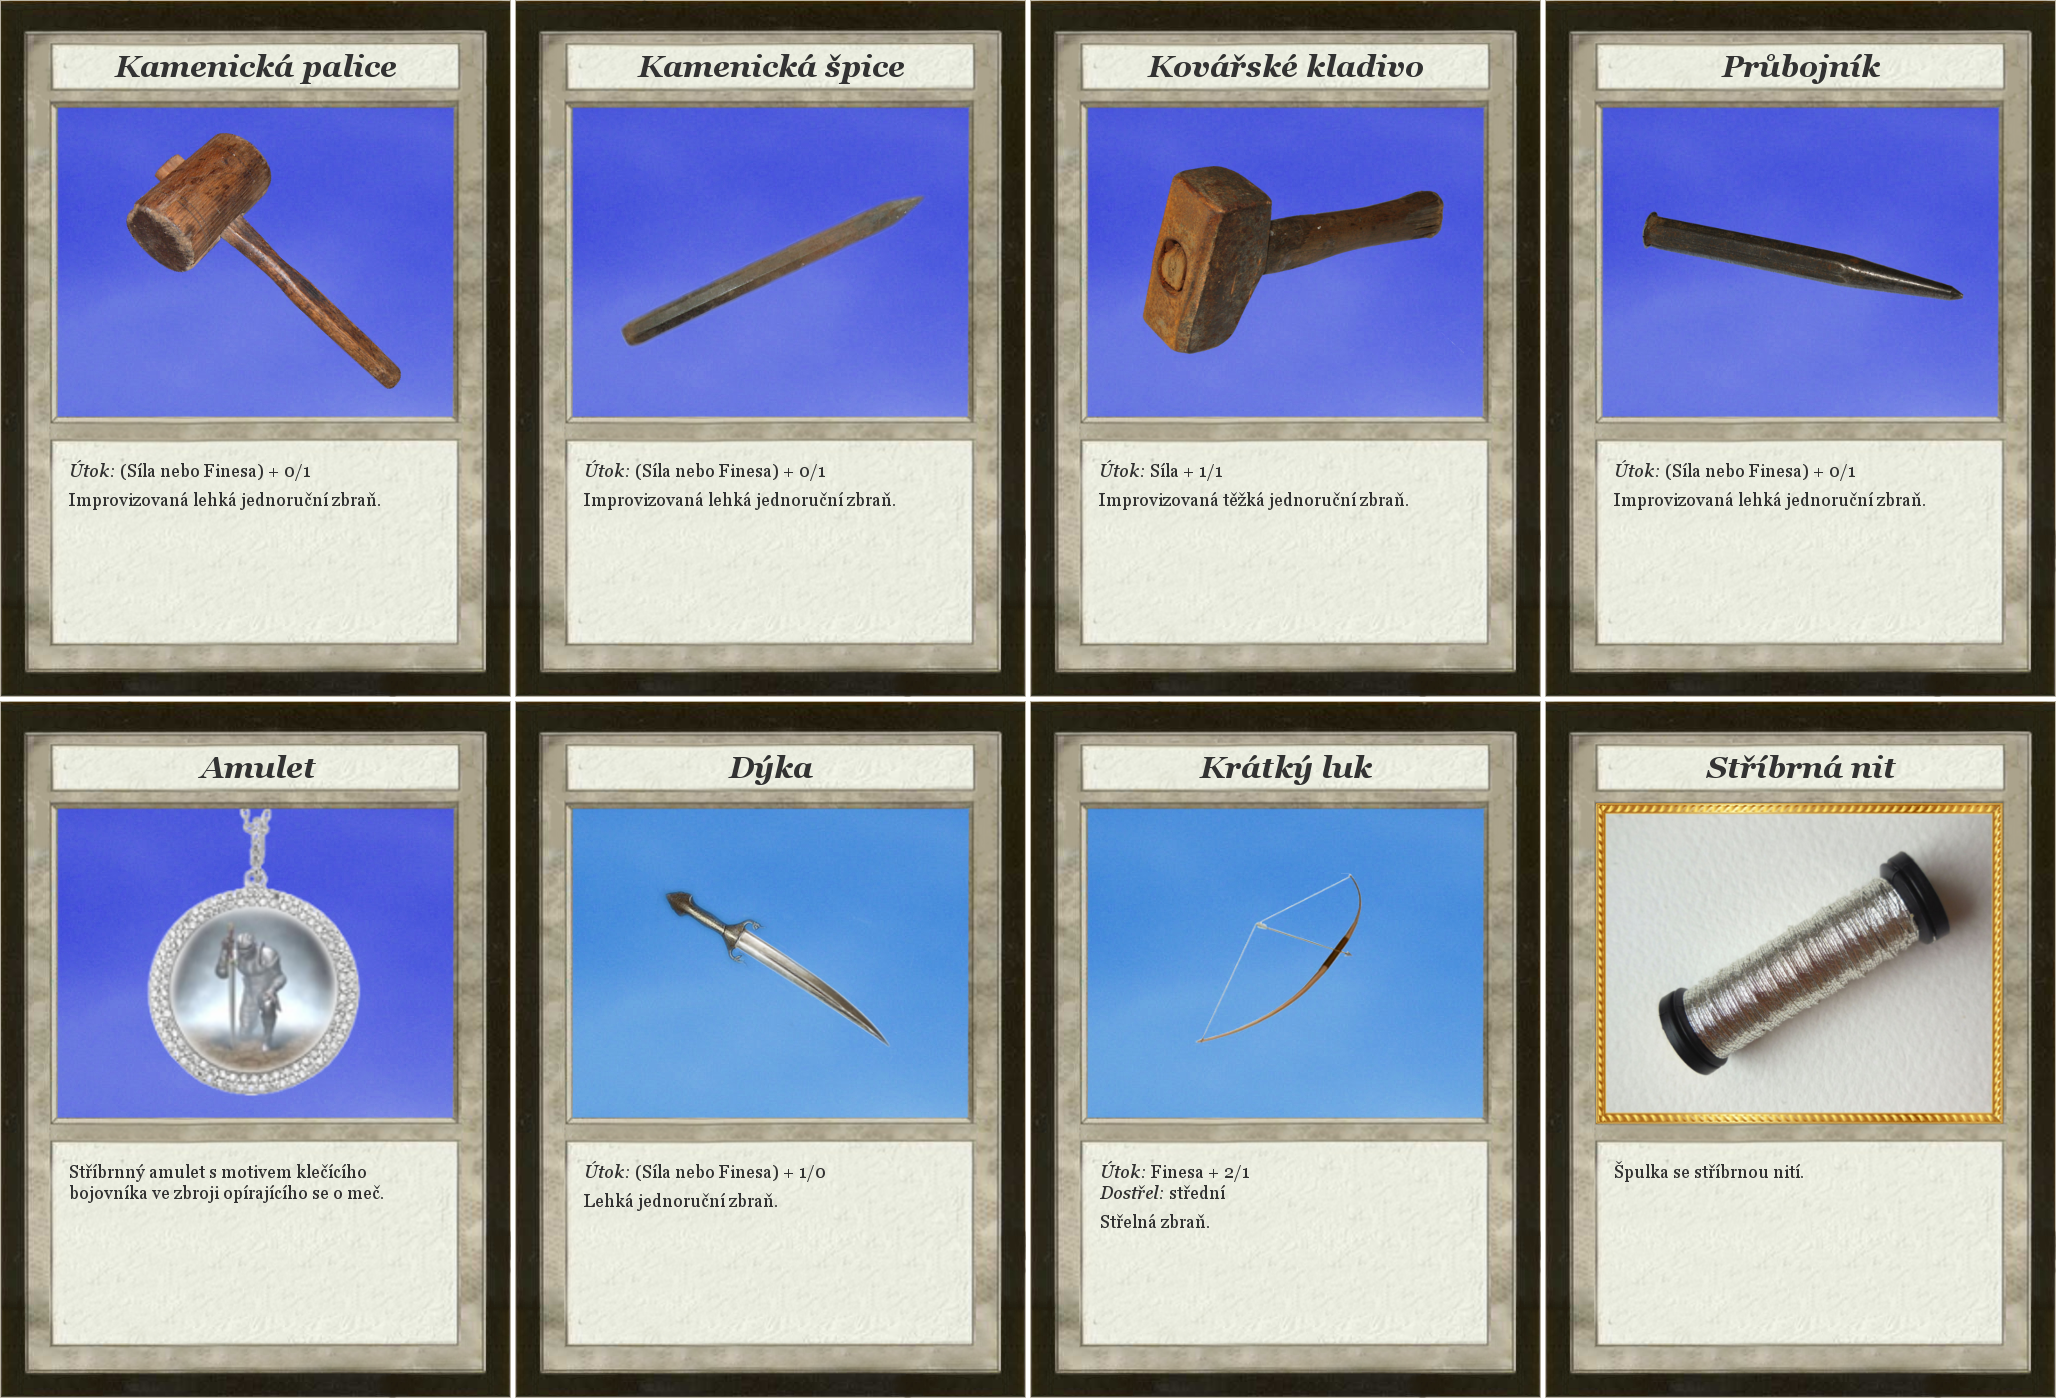 Kamenická palice
Útok: (Síla nebo Finesa) + 0/1
Improvizovaná lehká jednoruční zbraň.
Kamenická špice
Útok: (Síla nebo Finesa) + 0/1
Improvizovaná lehká jednoruční zbraň.
Kovářské kladivo
Útok: Síla + 1/1
Improvizovaná těžká jednoruční zbraň.
Průbojník
Útok: (Síla nebo Finesa) + 0/1
Improvizovaná lehká jednoruční zbraň.
Amulet
Stříbrnný amulet s motivem klečícího
bojovníka ve zbroji opírajícího se o meč.
Dýka
Útok: (Síla nebo Finesa) + 1/0
Lehká jednoruční zbraň.
Krátký luk
Útok: Finesa + 2/1
Dostřel: střední
Střelná zbraň.
Stříbrná nit
Špulka se stříbrnou nití.